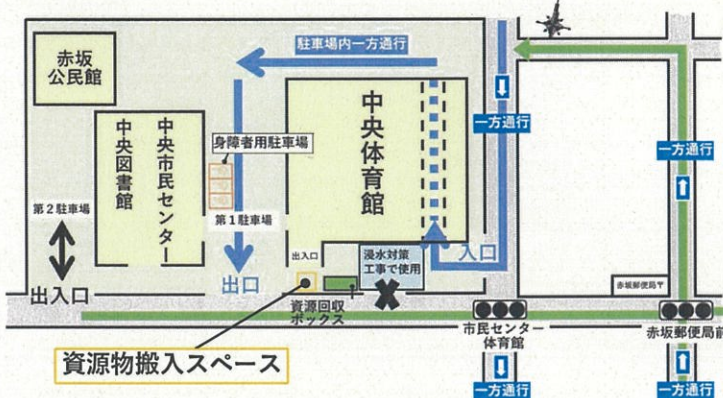 赤坂
公民館
駐車場内一方通行
中央図書館
中央市民センター
身障者用駐車場
中央体育館
一方通行
一方通行
第2駐車場
第1駐車場
出入口
出口
出入口
浸水対策
工事で使用
入口
資源回収
ボックス
赤坂郵便局〒
市民センター
体育館
赤坂郵便局前
資源物搬入スペース
一方通行
一方通行